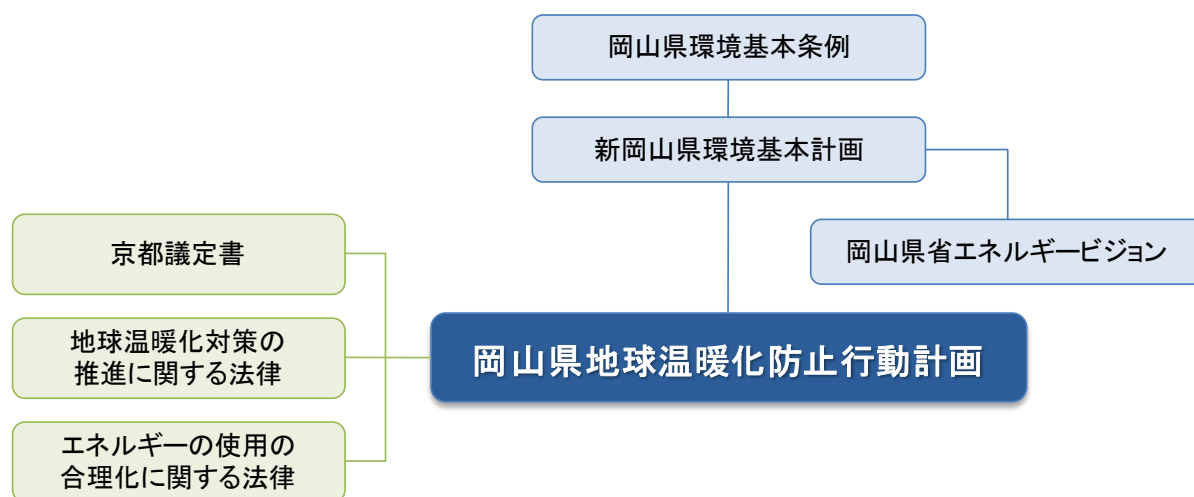 岡山県環境基本条例
新岡山県環境基本計画
岡山県省エネルギービジョン
京都議定書
地球温暖化対策の
推進に関する法律
エネルギーの使用の
合理化に関する法律
岡山県地球温暖化防止行動計画